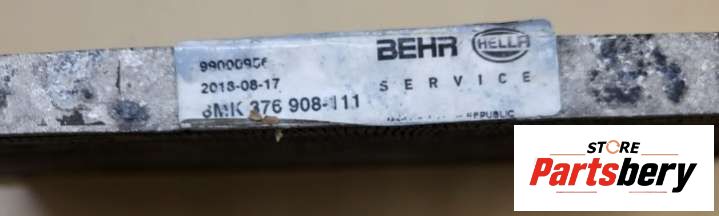 99000956
BEHR HELLA
2018-08-17
SERVICE
8MK 376 908-111
REPUBLIC
STORE
Partsbery